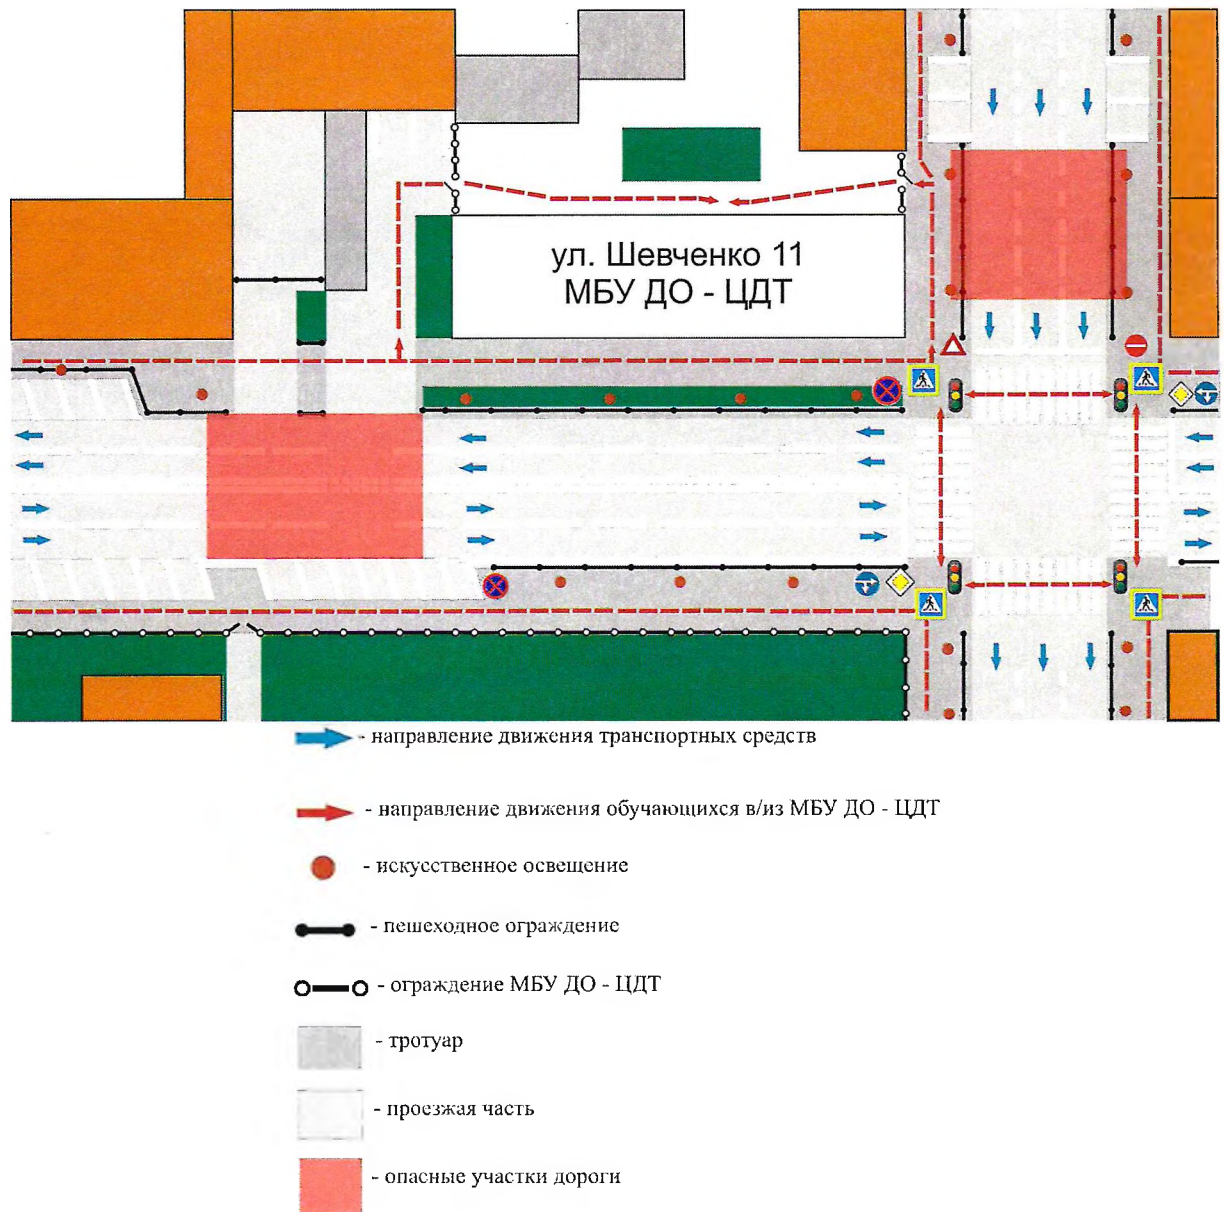 ул. Шевченко 11
МБУ ДО - ЦДТ
- направление движения транспортных средств
- направление движения обучающихся в/из МБУ ДО - ЦДТ
- искусственное освещение
- пешеходное ограждение
- ограждение МБУ ДО - ЦДТ
- тротуар
- проезжая часть
- опасные участки дороги